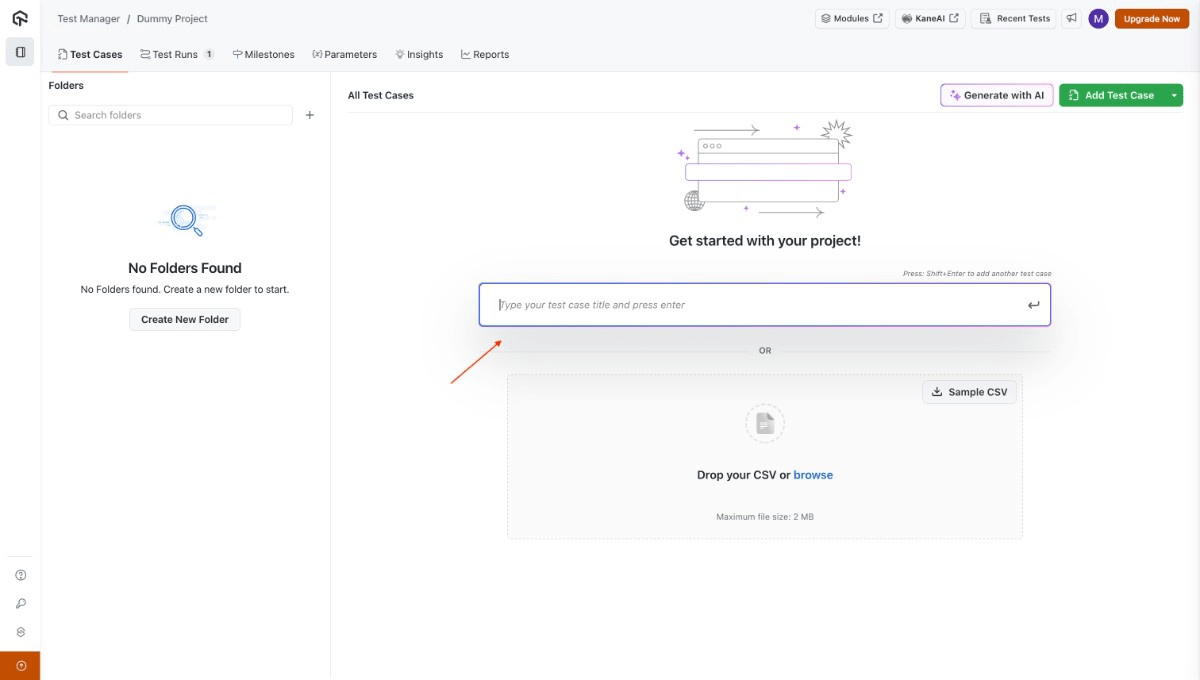 Test Manager / Dummy Project
Modules
KaneAI
Recent Tests
M
Upgrade Now
Test Cases
Test Runs 1
Milestones
Parameters
Insights
Reports
Folders
Search folders
No Folders Found
No Folders found. Create a new folder to start.
Create New Folder
All Test Cases
Generate with AI
Add Test Case
Get started with your project!
Press: Shift+Enter to add another test case
Type your test case title and press enter
OR
Sample CSV
Drop your CSV or browse
Maximum file size: 2 MB